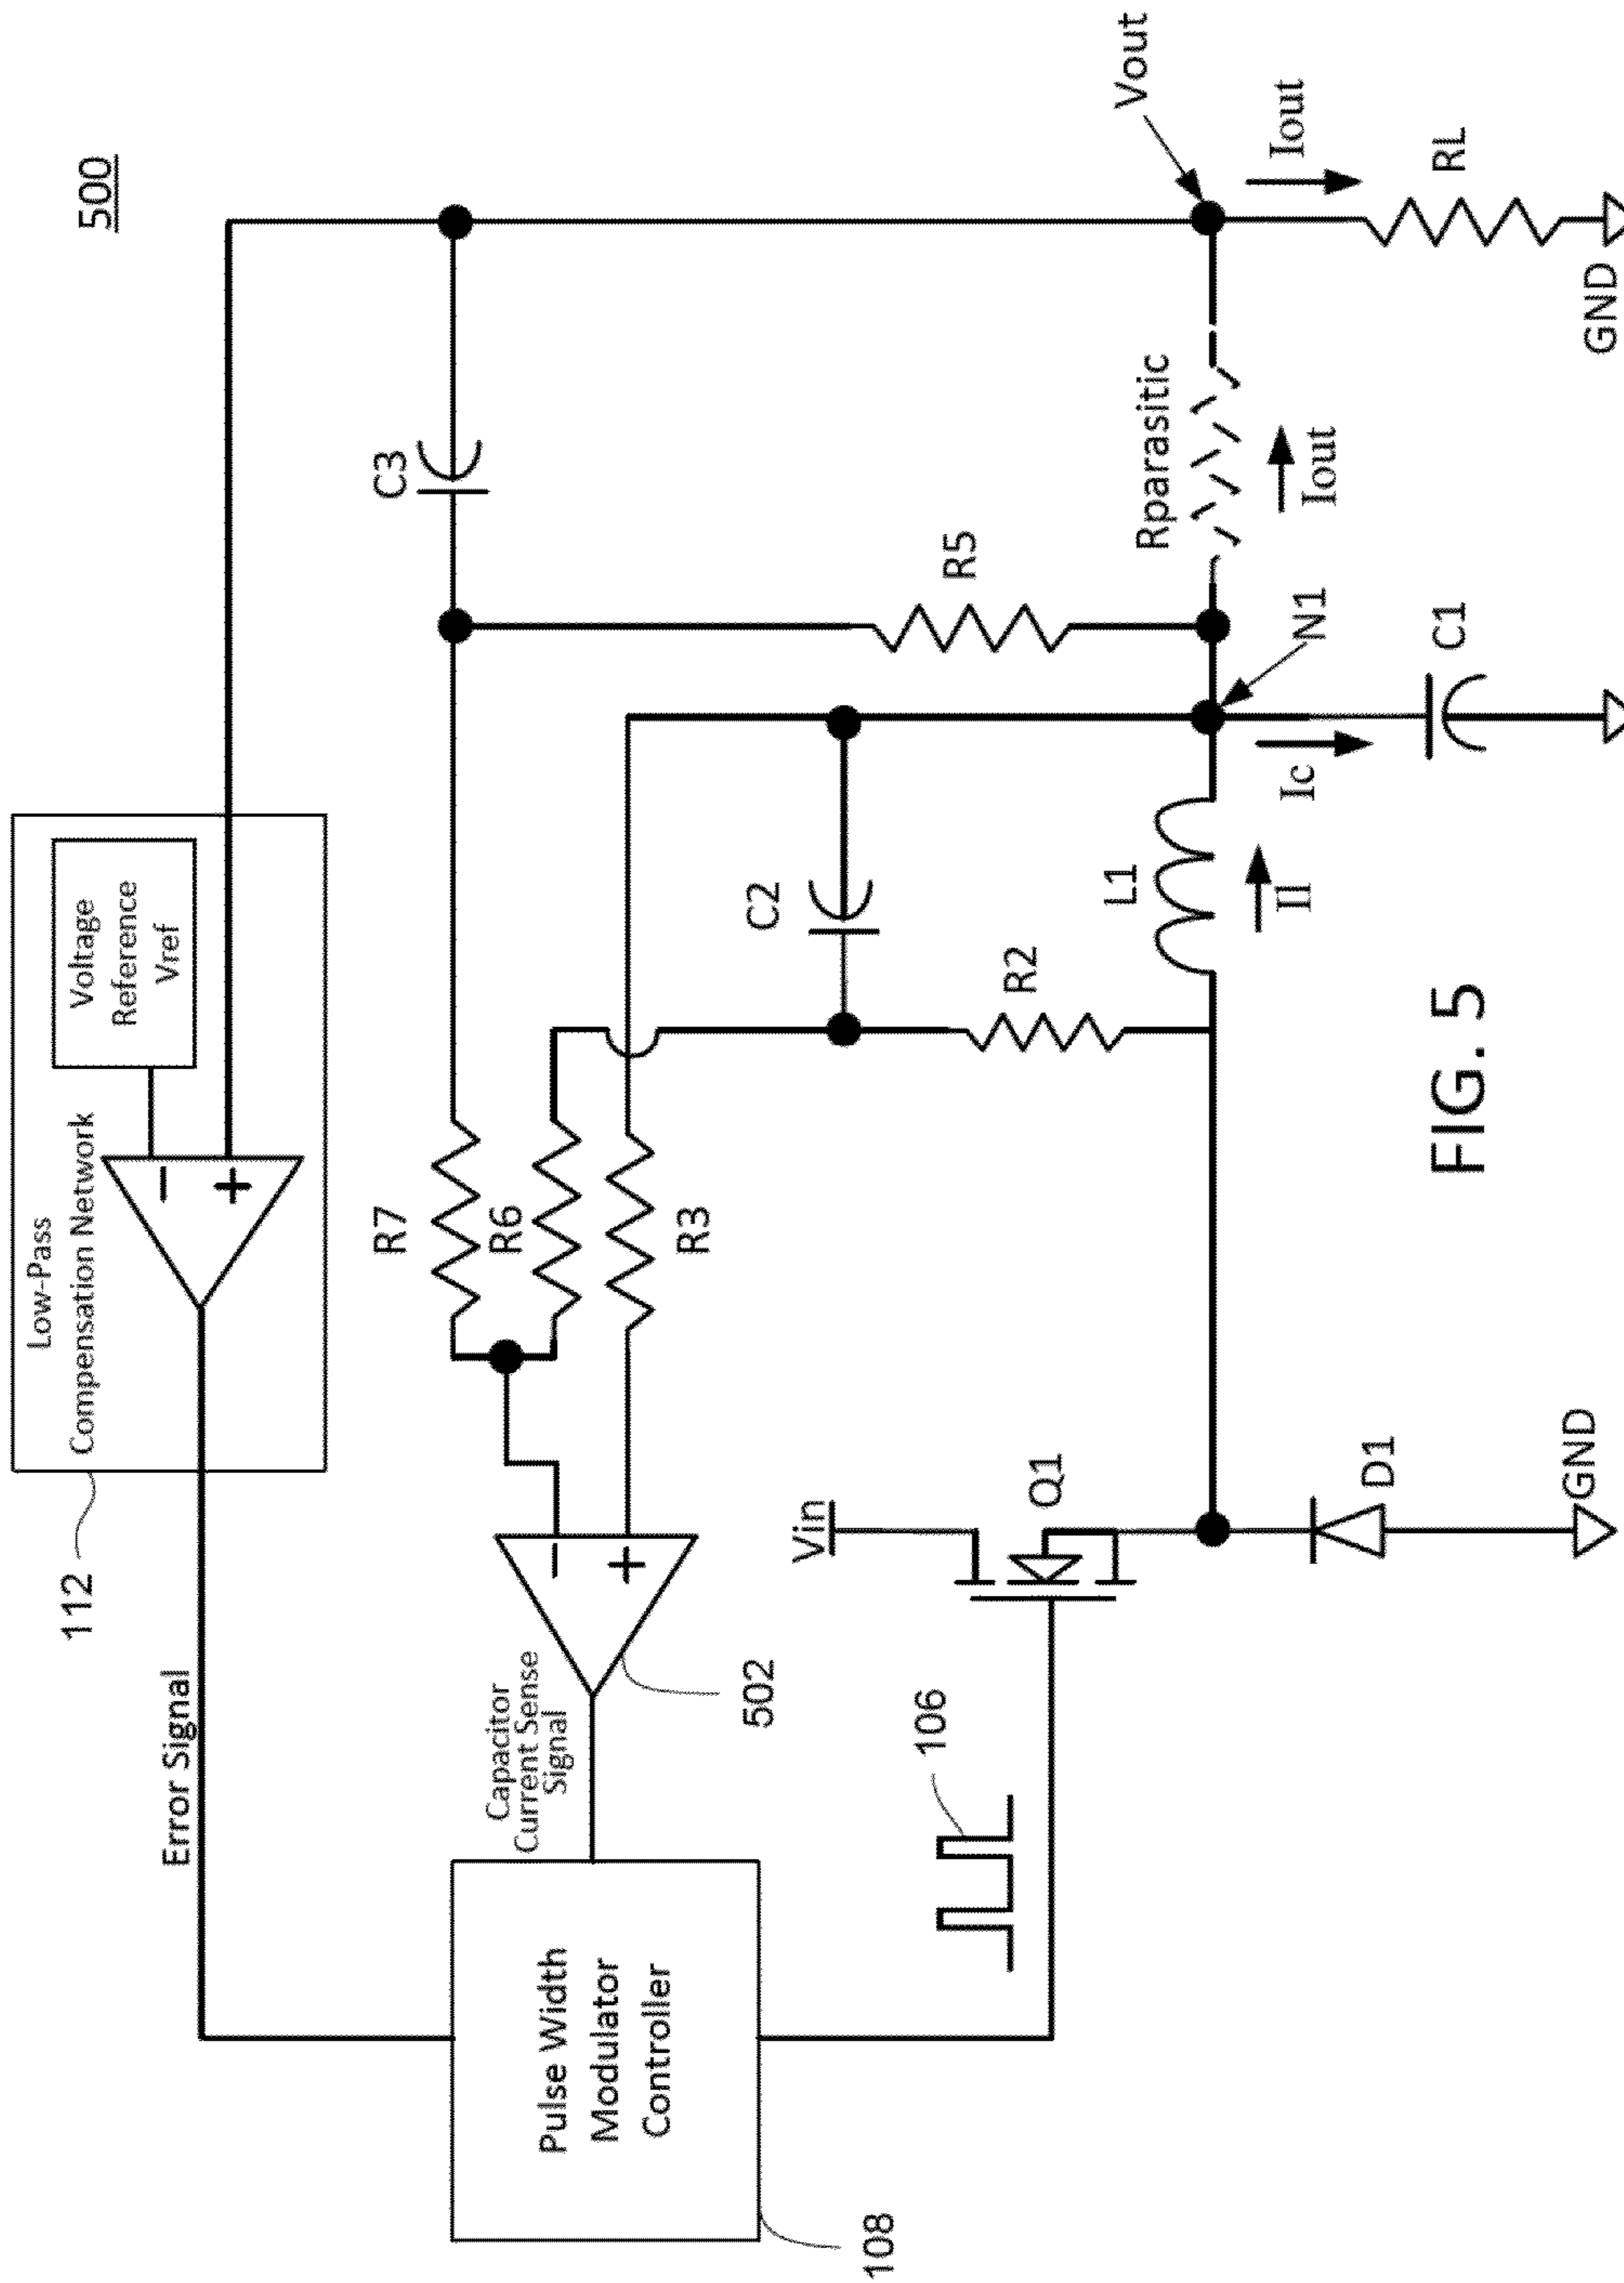 500
Low-Pass
Compensation Network
Voltage
Reference
Vref
−
+
112
Error Signal
C3
R7
R6
R3
−
+
502
Capacitor
Current Sense
Signal
Pulse Width
Modulator
Controller
108
106
Vin
Q1
D1
GND
C2
R2
L1
Il
R5
N1
Ic
C1
Rparasitic
Iout
Vout
Iout
RL
GND
FIG. 5